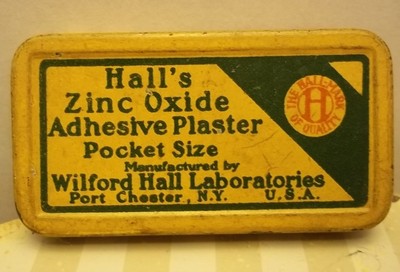 Hall's
Zinc Oxide
Adhesive Plaster
Pocket Size
Manufactured by
Wilford Hall Laboratories
Port Chester, N.Y. U.S.A.
THE HALL-MARK
OF QUALITY
H